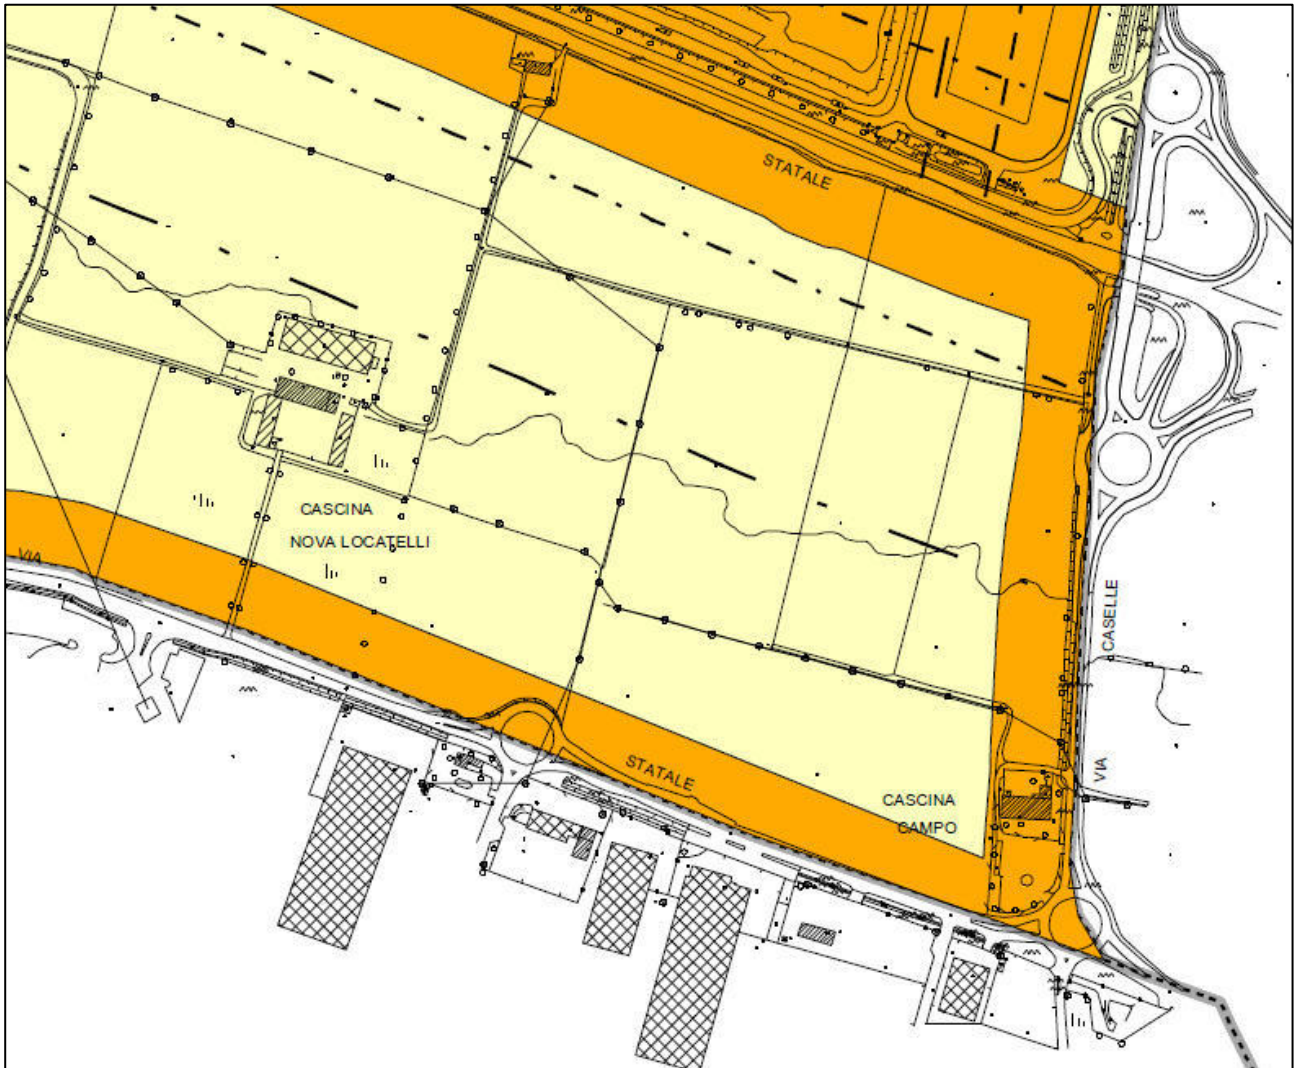 STATALE
CASCINA
NOVA LOCATELLI
VIA
CASELLE
STATALE
VIA
CASCINA
CAMPO